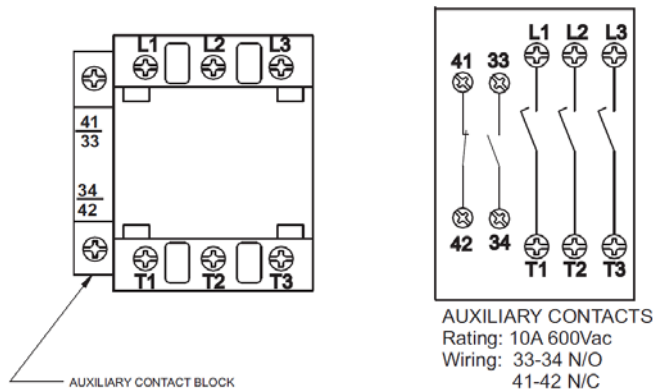 L1 L2 L3
41
33
34
42
T1 T2 T3
AUXILIARY CONTACT BLOCK
L1 L2 L3
41 33
42 34
T1 T2 T3
AUXILIARY CONTACTS
Rating: 10A 600Vac
Wiring: 33-34 N/O
41-42 N/C